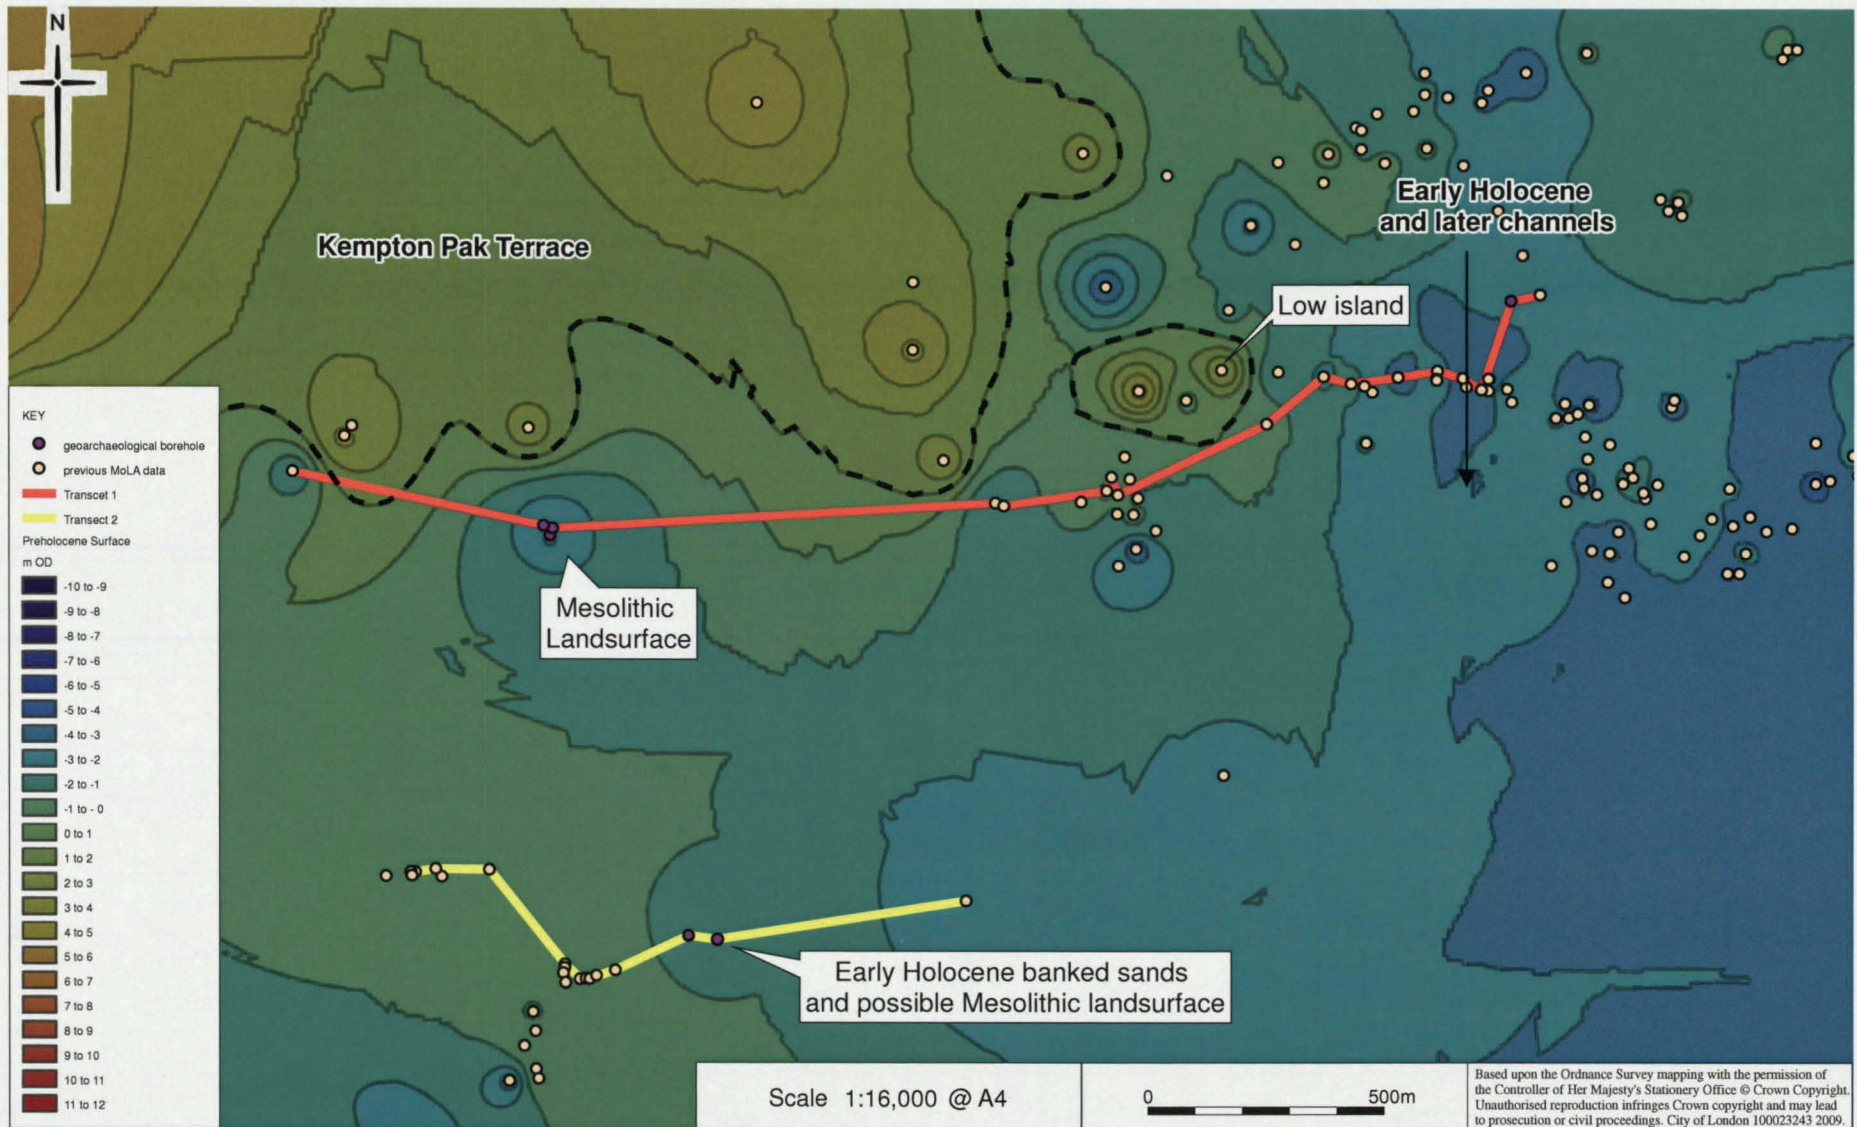 N
Kempton Pak Terrace
Early Holocene
and later channels
Low island
Mesolithic
Landsurface
Early Holocene banked sands
and possible Mesolithic landsurface
KEY
geoarchaeological borehole
previous MoLA data
Transcet 1
Transect 2
Preholocene Surface
m OD
-10 to -9
-9 to -8
-8 to -7
-7 to -6
-6 to -5
-5 to -4
-4 to -3
-3 to -2
-2 to -1
-1 to - 0
0 to 1
1 to 2
2 to 3
3 to 4
4 to 5
5 to 6
6 to 7
7 to 8
8 to 9
9 to 10
10 to 11
11 to 12
Scale 1:16,000 @ A4
0 500m
Based upon the Ordnance Survey mapping with the permission of
the Controller of Her Majesty's Stationery Office © Crown Copyright.
Unauthorised reproduction infringes Crown copyright and may lead
to prosecution or civil proceedings. City of London 100023243 2009.